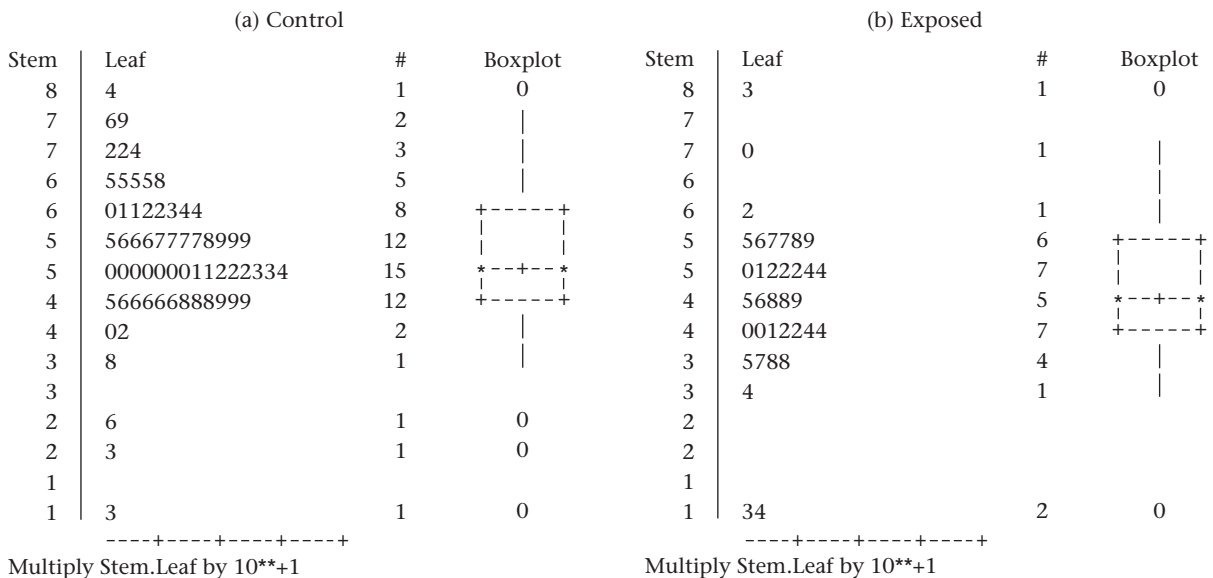 (a) Control (b) Exposed
Stem Leaf # Boxplot Stem Leaf # Boxplot
8 4 1 0 8 3 1 0
7 69 2 7
7 224 3 7 0 1
6 55558 5 6
6 01122344 8 +-----+ 6 2 1
5 566677778999 12 5 567789 6 +-----+
5 000000011222334 15 *--+--* 5 0122244 7
4 566666888999 12 +-----+ 4 56889 5 *--+--*
4 02 2 4 0012244 7 +-----+
3 8 1 3 5788 4
3 3 4 1
2 6 1 0 2
2 3 1 0 2
1 1
1 3 1 0 1 34 2 0
----+----+----+----+ ----+----+----+----+
Multiply Stem.Leaf by 10**+1 Multiply Stem.Leaf by 10**+1